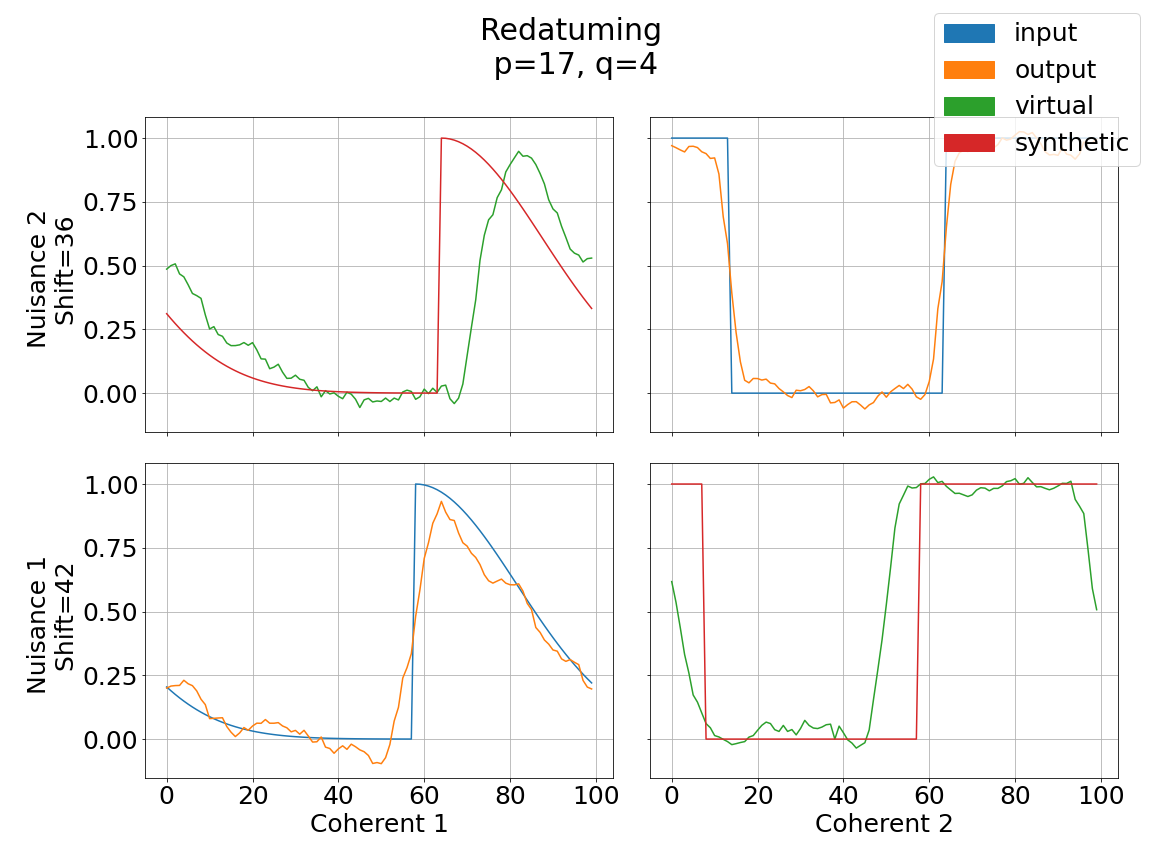 Redatuming
p=17, q=4
input
output
virtual
synthetic
Nuisance 2
Shift=36
1.00
0.75
0.50
0.25
0.00
Nuisance 1
Shift=42
1.00
0.75
0.50
0.25
0.00
0 20 40 60 80 100
Coherent 1
0 20 40 60 80 100
Coherent 2